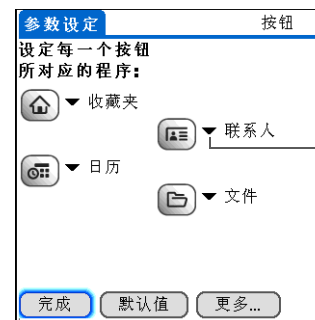 参数设定 按钮
设定每一个按钮
所对应的程序：
收藏夹
联系人
日历
文件
完成 默认值 更多...